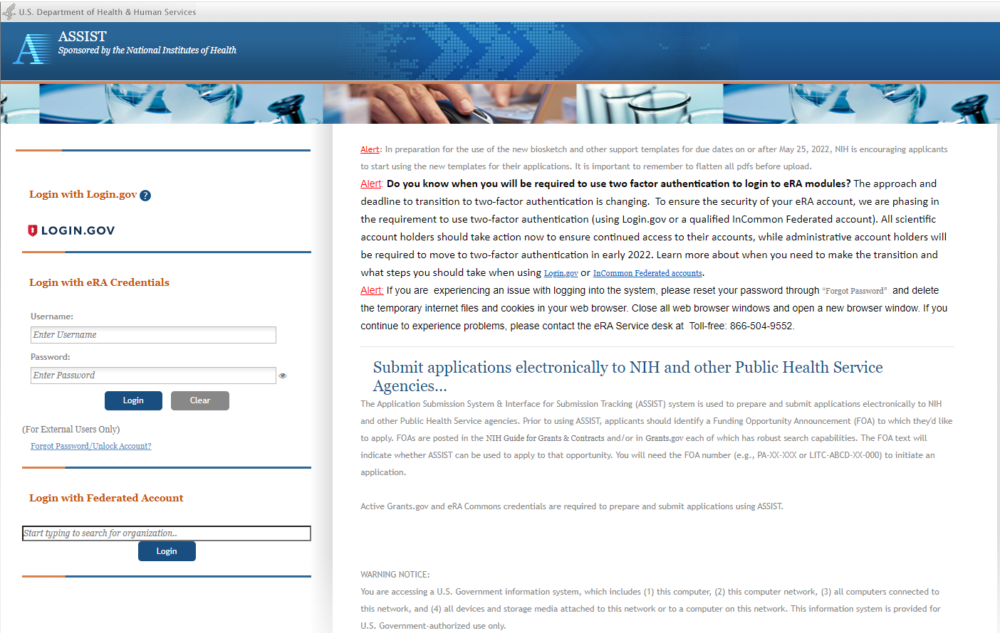 U.S. Department of Health & Human Services
A
ASSIST
Sponsored by the National Institutes of Health
Login with Login.gov ?
LOGIN.GOV
Login with eRA Credentials
Username:
Enter Username
Password:
Enter Password
Login Clear
(For External Users Only)
Forgot Password/Unlock Account?
Login with Federated Account
Start typing to search for organization..
Login
Alert: In preparation for the use of the new biosketch and other support templates for due dates on or after May 25, 2022, NIH is encouraging applicants
to start using the new templates for their applications. It is important to remember to flatten all pdfs before upload.
Alert: Do you know when you will be required to use two factor authentication to login to eRA modules? The approach and
deadline to transition to two-factor authentication is changing.  To ensure the security of your eRA account, we are phasing in
the requirement to use two-factor authentication (using Login.gov or a qualified InCommon Federated account). All scientific
account holders should take action now to ensure continued access to their accounts, while administrative account holders will
be required to move to two-factor authentication in early 2022. Learn more about when you need to make the transition and
what steps you should take when using Login.gov or InCommon Federated accounts.
Alert: If you are  experiencing an issue with logging into the system, please reset your password through “Forgot Password”  and delete
the temporary internet files and cookies in your web browser. Close all web browser windows and open a new browser window. If you
continue to experience problems, please contact the eRA Service desk at  Toll-free: 866-504-9552.
Submit applications electronically to NIH and other Public Health Service
Agencies...
The Application Submission System & Interface for Submission Tracking (ASSIST) system is used to prepare and submit applications electronically to NIH
and other Public Health Service agencies. Prior to using ASSIST, applicants should identify a Funding Opportunity Announcement (FOA) to which they'd like
to apply. FOAs are posted in the NIH Guide for Grants & Contracts and/or in Grants.gov each of which has robust search capabilities. The FOA text will
indicate whether ASSIST can be used to apply to that opportunity. You will need the FOA number (e.g., PA-XX-XXX or LITC-ABCD-XX-000) to initiate an
application.
Active Grants.gov and eRA Commons credentials are required to prepare and submit applications using ASSIST.
WARNING NOTICE:
You are accessing a U.S. Government information system, which includes (1) this computer, (2) this computer network, (3) all computers connected to
this network, and (4) all devices and storage media attached to this network or to a computer on this network. This information system is provided for
U.S. Government-authorized use only.